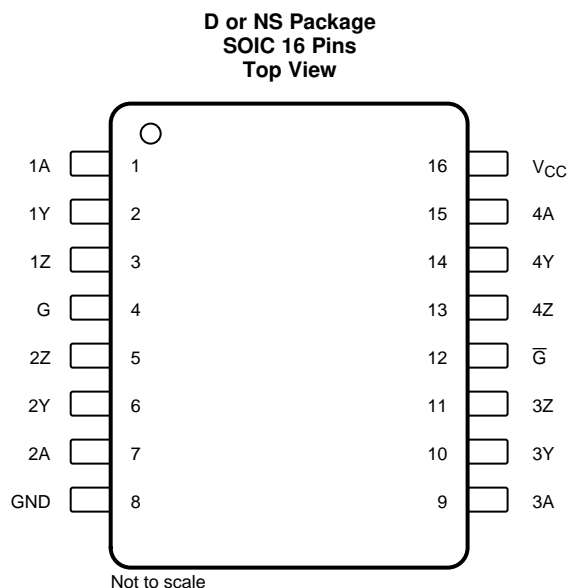 D or NS Package
SOIC 16 Pins
Top View
1A 1 16 VCC
1Y 2 15 4A
1Z 3 14 4Y
G 4 13 4Z
2Z 5 12 G̅
2Y 6 11 3Z
2A 7 10 3Y
GND 8 9 3A
Not to scale